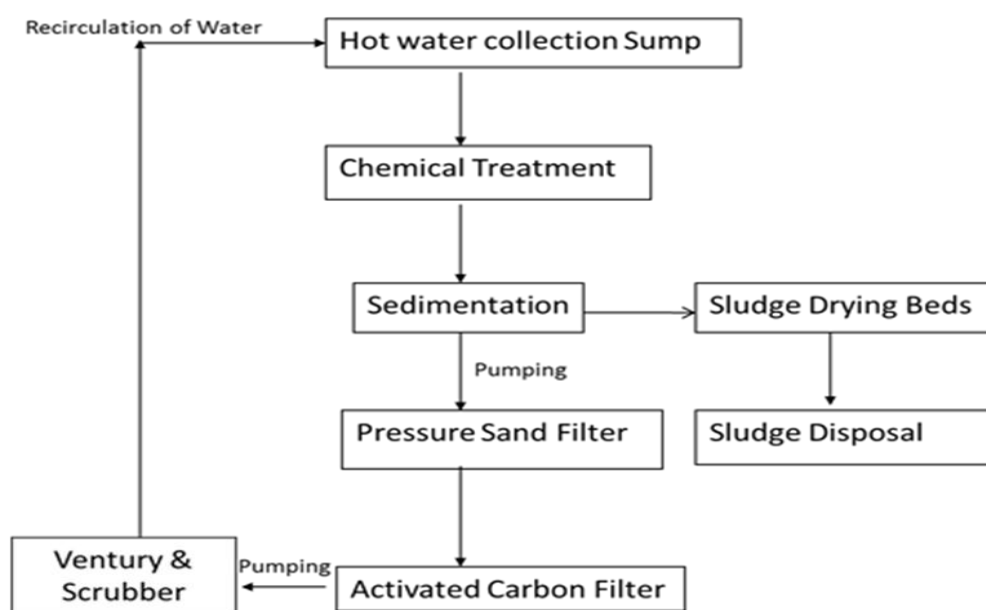 Recirculation of Water
Hot water collection Sump
Chemical Treatment
Sedimentation
Sludge Drying Beds
Pumping
Pressure Sand Filter
Sludge Disposal
Ventury &
Scrubber
Pumping
Activated Carbon Filter